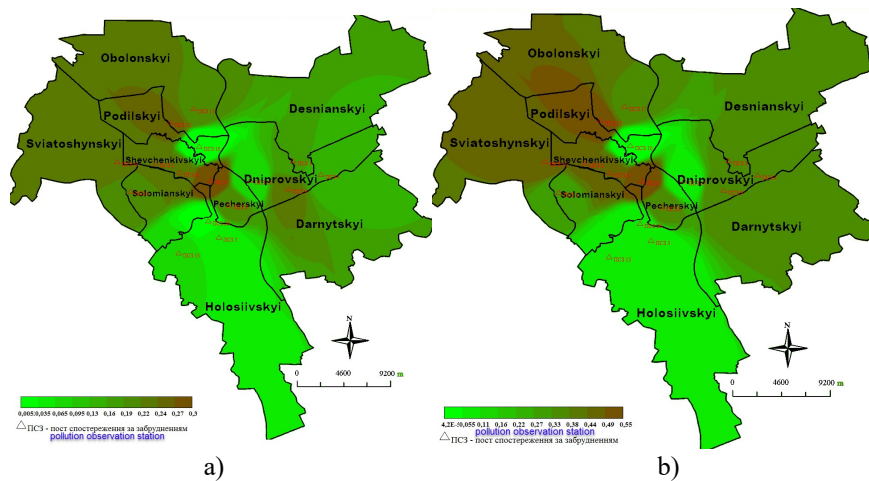 Obolonskyi
Desnianskyi
Podilskyi
Sviatoshynskyi
Shevchenkivskyi
Dniprovskyi
Solomianskyi
Pecherskyi
Darnytskyi
Holosiivskyi
N
0 4600 9200 m
0,005 0,035 0,065 0,095 0,13 0,16 0,19 0,22 0,24 0,27 0,3
ПСЗ - пост спостереження за забрудненням
pollution observation station
a)
Obolonskyi
Desnianskyi
Podilskyi
Sviatoshynskyi
Shevchenkivskyi
Dniprovskyi
Solomianskyi
Pecherskyi
Darnytskyi
Holosiivskyi
N
0 4600 9200 m
4,2E-5 0,055 0,11 0,16 0,22 0,27 0,33 0,38 0,44 0,49 0,55
ПСЗ - пост спостереження за забрудненням
pollution observation station
b)